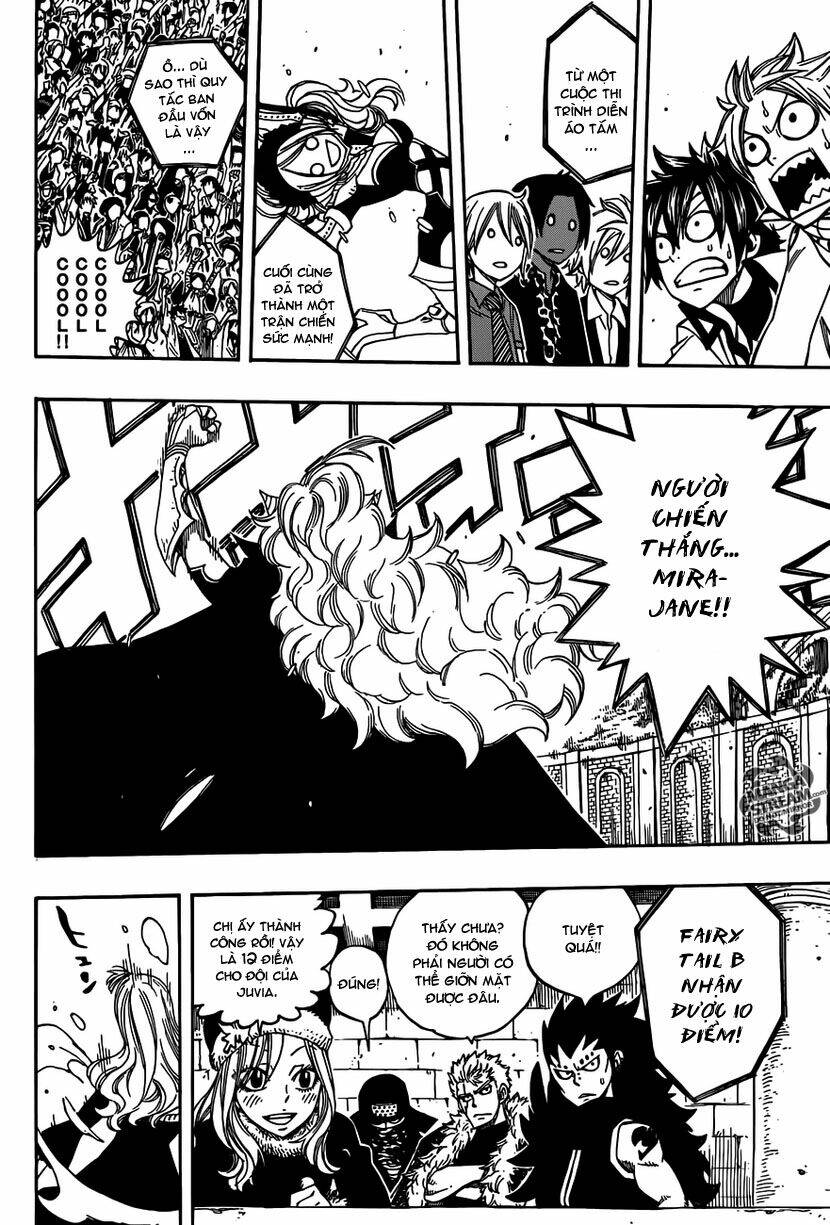 TỪ MỘT
CUỘC THI
TRÌNH DIỄN
ÁO TẮM
...
CUỐI CÙNG
ĐÃ TRỞ
THÀNH MỘT
TRẬN CHIẾN
SỨC MẠNH!
Ồ... DÙ
SAO THÌ QUY
TẮC BAN
ĐẦU VỐN
LÀ VẬY
...
COOOL
COOOL
COOOL!!
NGƯỜI
CHIẾN
THẮNG...
MIRA-
JANE!!
MANGA
STREAM.com
FAIRY
TAIL B
NHẬN
ĐƯỢC 10
ĐIỂM!
TUYỆT
QUÁ!!
THẤY CHƯA?
ĐÓ KHÔNG
PHẢI NGƯỜI CÓ
THỂ GIỠN MẶT
ĐƯỢC ĐÂU.
ĐÚNG!
CHỊ ẤY THÀNH
CÔNG RỒI! VẬY
LÀ 12 ĐIỂM
CHO ĐỘI CỦA
JUVIA.